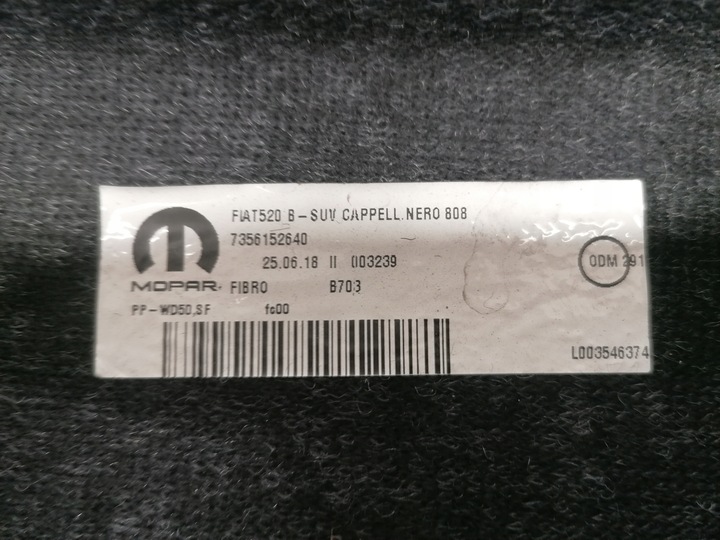 FIAT520 B-SUV CAPPELL.NERO 808
7356152640
25.06.18 II 003239
MOPAR FIBRO B703
PP-WD50,SF fc00
ODM 291
L003546374